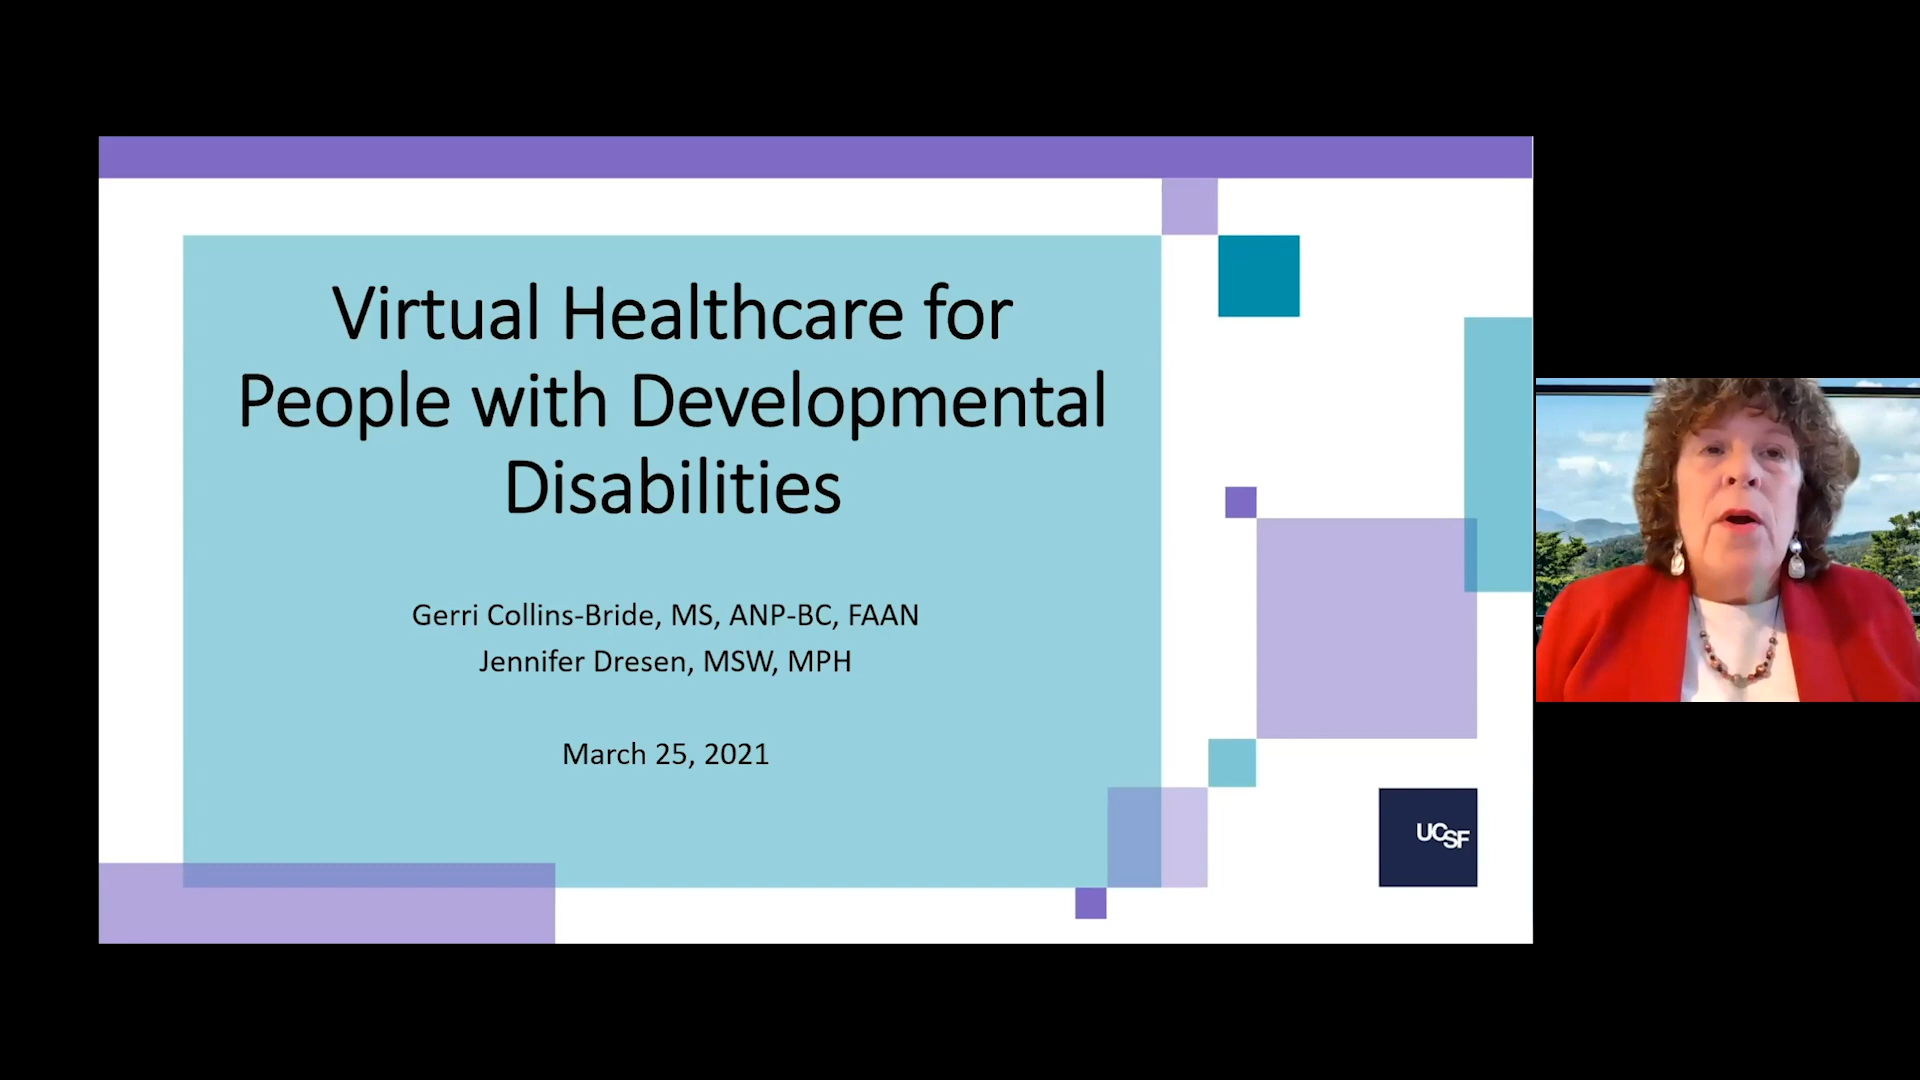 Virtual Healthcare for
People with Developmental
Disabilities
Gerri Collins-Bride, MS, ANP-BC, FAAN
Jennifer Dresen, MSW, MPH
March 25, 2021
UCSF